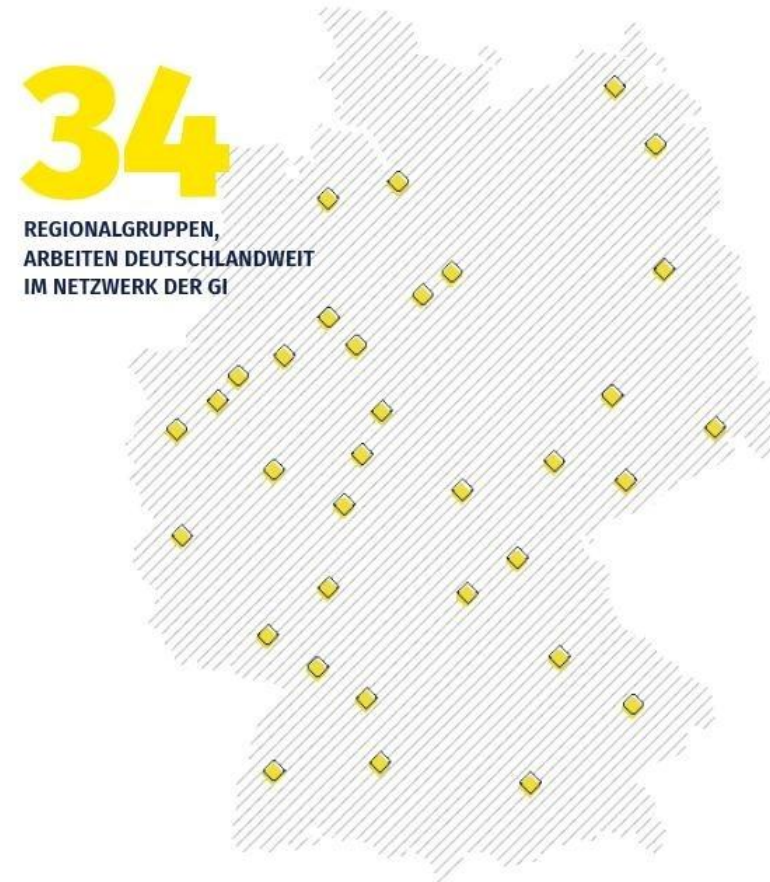 34
REGIONALGRUPPEN,
ARBEITEN DEUTSCHLANDWEIT
IM NETZWERK DER GI